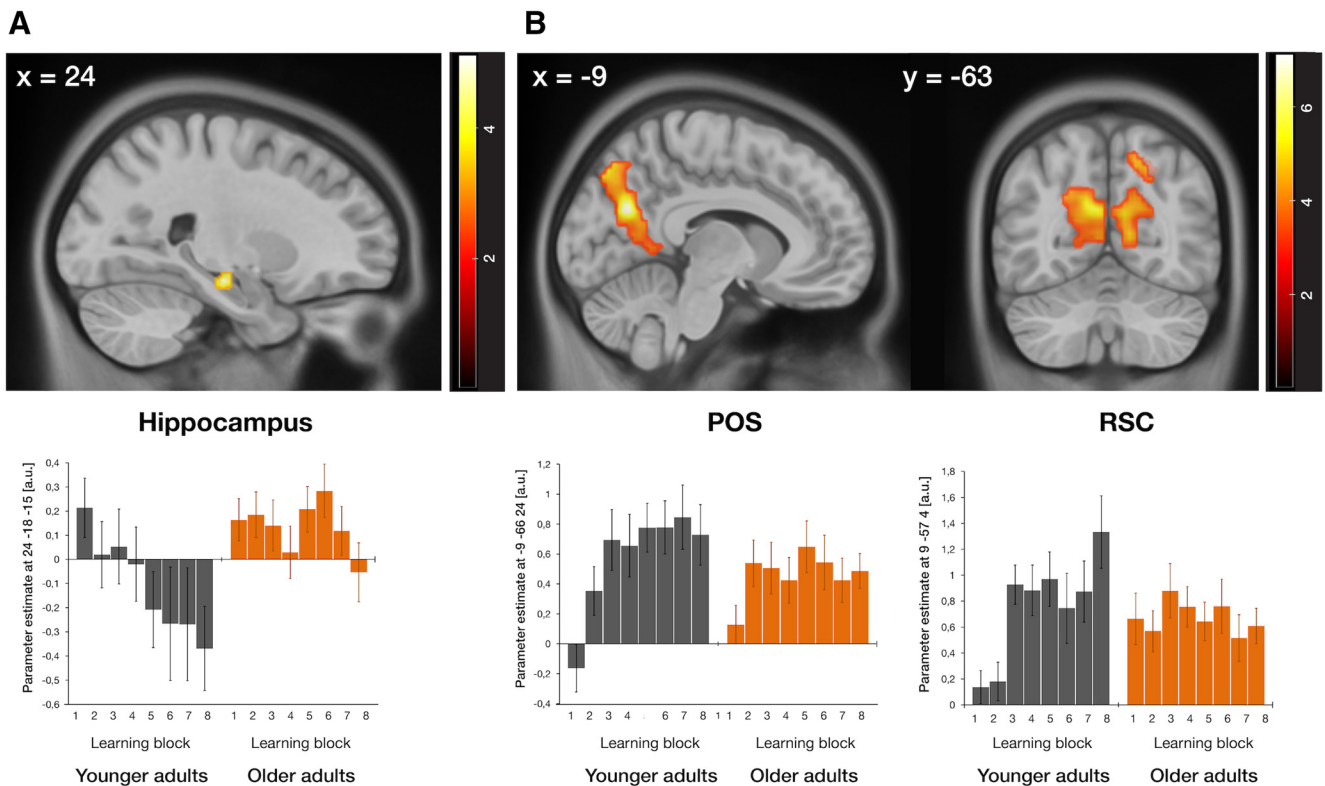 A
B
x = 24
x = -9
y = -63
4
2
6
4
2
Hippocampus
POS
RSC
Parameter estimate at 24 -18 -15 [a.u.]
0,4
0,3
0,2
0,1
0
-0,1
-0,2
-0,3
-0,4
-0,5
-0,6
1 2 3 4 5 6 7 8 1 2 3 4 5 6 7 8
Learning block Learning block
Younger adults Older adults
Parameter estimate at -9 -66 24 [a.u.]
1,2
1
0,8
0,6
0,4
0,2
0
-0,2
-0,4
1 2 3 4 6 7 8 1 1 2 3 4 5 6 7 8
Learning block Learning block
Younger adults Older adults
Parameter estimate at 9 -57 4 [a.u.]
1,8
1,6
1,4
1,2
1
0,8
0,6
0,4
0,2
0
1 2 3 4 5 6 7 8 1 2 3 4 5 6 7 8
Learning block Learning block
Younger adults Older adults